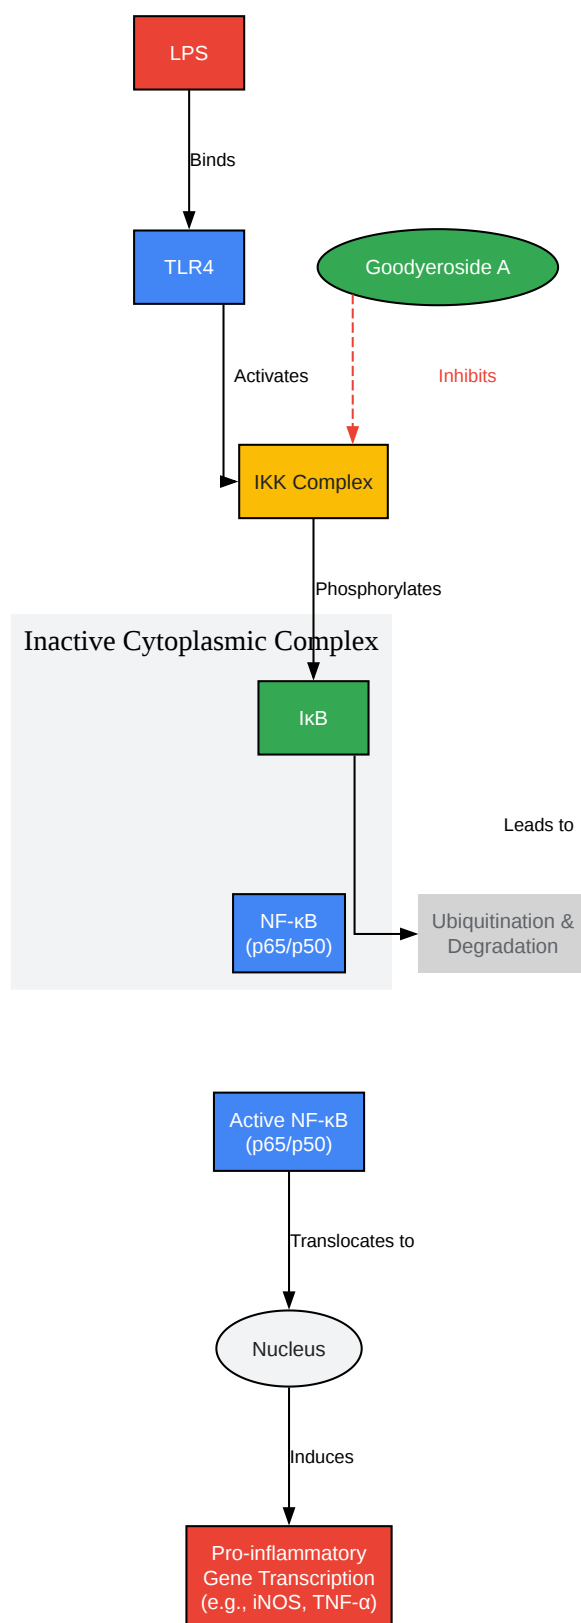 LPS
Binds
TLR4
Goodyeroside A
Activates
Inhibits
IKK Complex
Phosphorylates
Inactive Cytoplasmic Complex
IκB
Leads to
NF-κB
(p65/p50)
Ubiquitination &
Degradation
Active NF-κB
(p65/p50)
Translocates to
Nucleus
Induces
Pro-inflammatory
Gene Transcription
(e.g., iNOS, TNF-α)